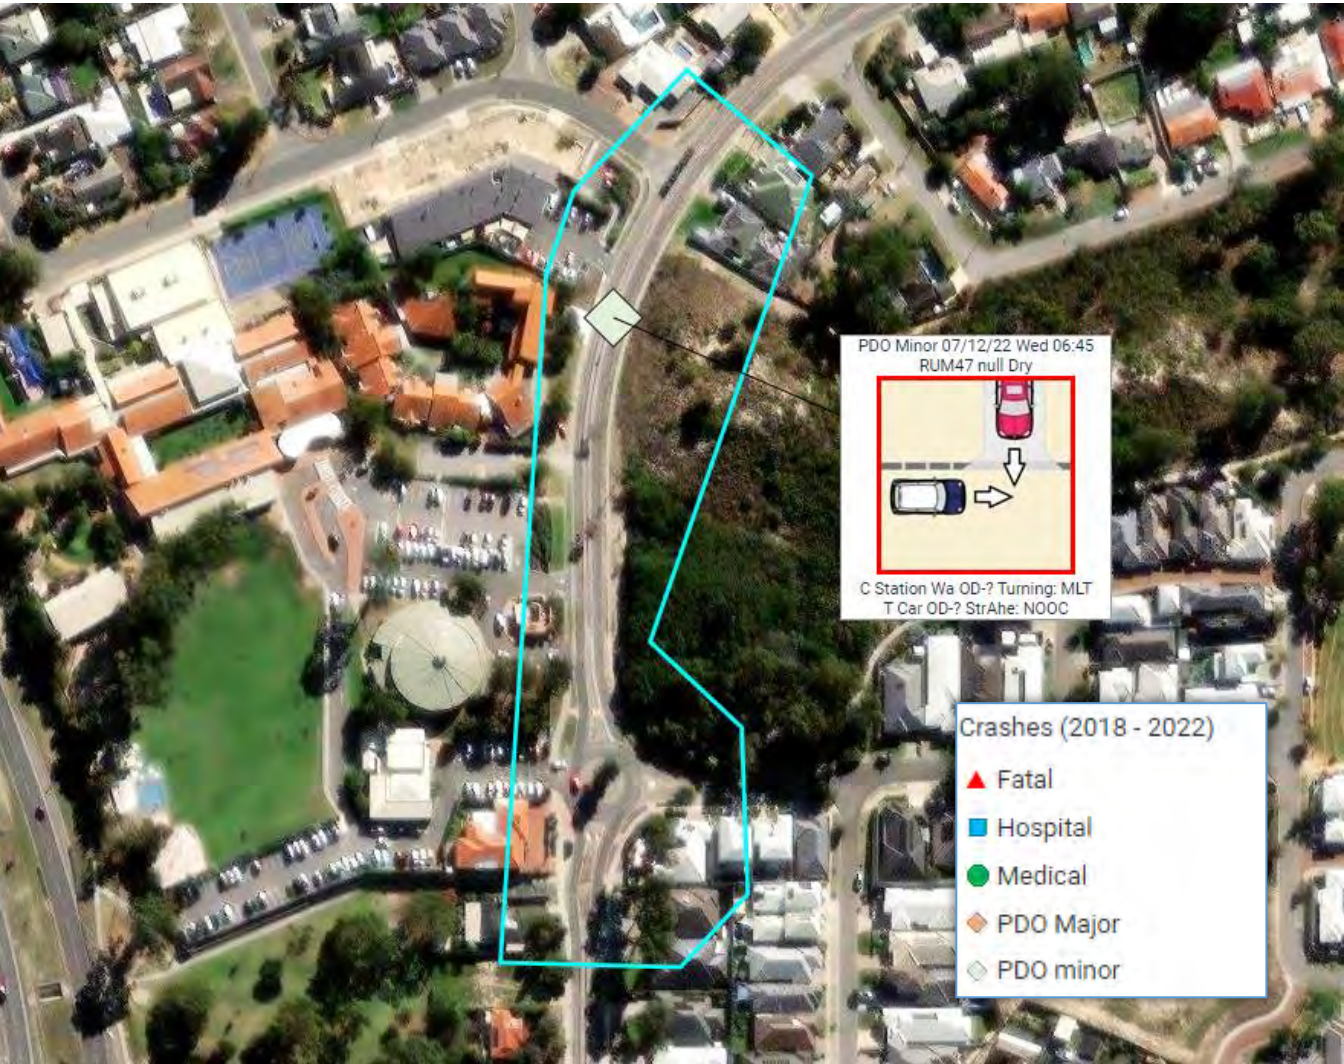 PDO Minor 07/12/22 Wed 06:45
RUM47 null Dry
C Station Wa OD-? Turning: MLT
T Car OD-? StrAhe: NOOC
Crashes (2018 - 2022)
Fatal
Hospital
Medical
PDO Major
PDO minor